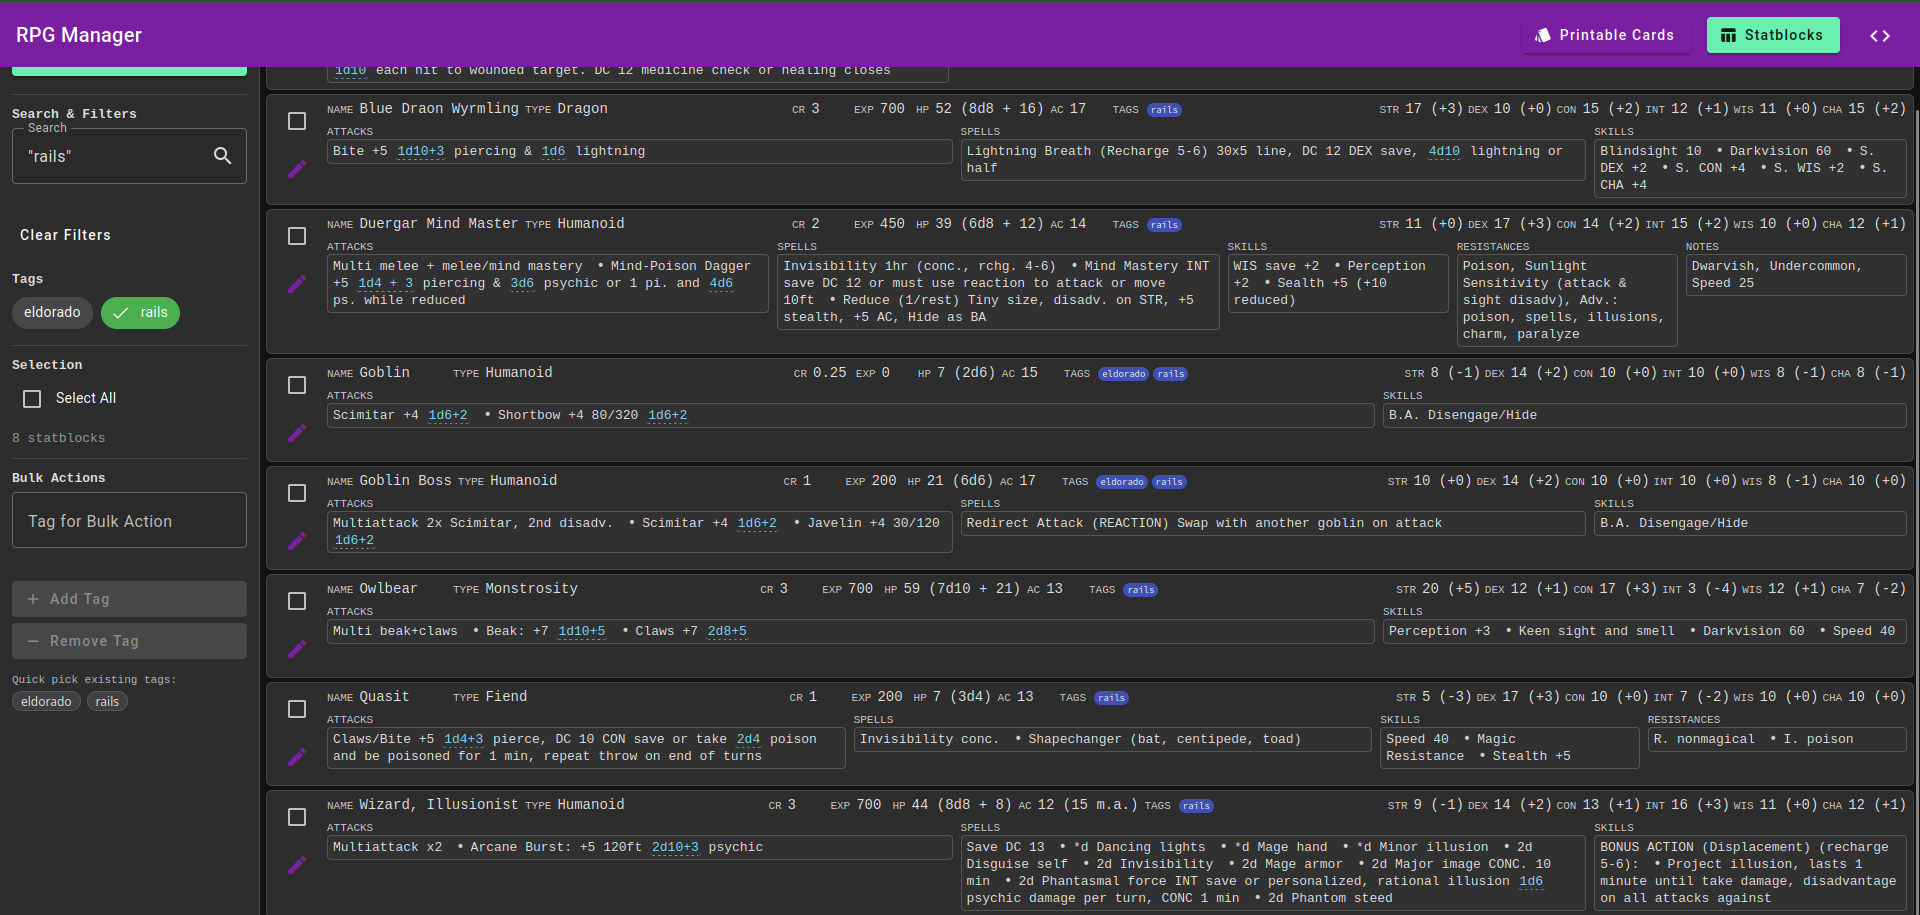 RPG Manager
Printable Cards
Statblocks
Search & Filters
Search
"rails"
Clear Filters
Tags
eldorado
rails
Selection
Select All
8 statblocks
Bulk Actions
Tag for Bulk Action
+ Add Tag
− Remove Tag
Quick pick existing tags:
eldorado rails
1d10 each hit to wounded target. DC 12 medicine check or healing closes
NAME Blue Draon Wyrmling TYPE Dragon CR 3 EXP 700 HP 52 (8d8 + 16) AC 17 TAGS rails STR 17 (+3) DEX 10 (+0) CON 15 (+2) INT 12 (+1) WIS 11 (+0) CHA 15 (+2)
ATTACKS
Bite +5 1d10+3 piercing & 1d6 lightning
SPELLS
Lightning Breath (Recharge 5-6) 30x5 line, DC 12 DEX save, 4d10 lightning or
half
SKILLS
Blindsight 10 • Darkvision 60 • S.
DEX +2 • S. CON +4 • S. WIS +2 • S.
CHA +4
NAME Duergar Mind Master TYPE Humanoid CR 2 EXP 450 HP 39 (6d8 + 12) AC 14 TAGS rails STR 11 (+0) DEX 17 (+3) CON 14 (+2) INT 15 (+2) WIS 10 (+0) CHA 12 (+1)
ATTACKS
Multi melee + melee/mind mastery • Mind-Poison Dagger
+5 1d4 + 3 piercing & 3d6 psychic or 1 pi. and 4d6
ps. while reduced
SPELLS
Invisibility 1hr (conc., rchg. 4-6) • Mind Mastery INT
save DC 12 or must use reaction to attack or move
10ft • Reduce (1/rest) Tiny size, disadv. on STR, +5
stealth, +5 AC, Hide as BA
SKILLS
WIS save +2 • Perception
+2 • Sealth +5 (+10
reduced)
RESISTANCES
Poison, Sunlight
Sensitivity (attack &
sight disadv), Adv.:
poison, spells, illusions,
charm, paralyze
NOTES
Dwarvish, Undercommon,
Speed 25
NAME Goblin TYPE Humanoid CR 0.25 EXP 0 HP 7 (2d6) AC 15 TAGS eldorado rails STR 8 (-1) DEX 14 (+2) CON 10 (+0) INT 10 (+0) WIS 8 (-1) CHA 8 (-1)
ATTACKS
Scimitar +4 1d6+2 • Shortbow +4 80/320 1d6+2
SKILLS
B.A. Disengage/Hide
NAME Goblin Boss TYPE Humanoid CR 1 EXP 200 HP 21 (6d6) AC 17 TAGS eldorado rails STR 10 (+0) DEX 14 (+2) CON 10 (+0) INT 10 (+0) WIS 8 (-1) CHA 10 (+0)
ATTACKS
Multiattack 2x Scimitar, 2nd disadv. • Scimitar +4 1d6+2 • Javelin +4 30/120
1d6+2
SPELLS
Redirect Attack (REACTION) Swap with another goblin on attack
SKILLS
B.A. Disengage/Hide
NAME Owlbear TYPE Monstrosity CR 3 EXP 700 HP 59 (7d10 + 21) AC 13 TAGS rails STR 20 (+5) DEX 12 (+1) CON 17 (+3) INT 3 (-4) WIS 12 (+1) CHA 7 (-2)
ATTACKS
Multi beak+claws • Beak: +7 1d10+5 • Claws +7 2d8+5
SKILLS
Perception +3 • Keen sight and smell • Darkvision 60 • Speed 40
NAME Quasit TYPE Fiend CR 1 EXP 200 HP 7 (3d4) AC 13 TAGS rails STR 5 (-3) DEX 17 (+3) CON 10 (+0) INT 7 (-2) WIS 10 (+0) CHA 10 (+0)
ATTACKS
Claws/Bite +5 1d4+3 pierce, DC 10 CON save or take 2d4 poison
and be poisoned for 1 min, repeat throw on end of turns
SPELLS
Invisibility conc. • Shapechanger (bat, centipede, toad)
SKILLS
Speed 40 • Magic
Resistance • Stealth +5
RESISTANCES
R. nonmagical • I. poison
NAME Wizard, Illusionist TYPE Humanoid CR 3 EXP 700 HP 44 (8d8 + 8) AC 12 (15 m.a.) TAGS rails STR 9 (-1) DEX 14 (+2) CON 13 (+1) INT 16 (+3) WIS 11 (+0) CHA 12 (+1)
ATTACKS
Multiattack x2 • Arcane Burst: +5 120ft 2d10+3 psychic
SPELLS
Save DC 13 • *d Dancing lights • *d Mage hand • *d Minor illusion • 2d
Disguise self • 2d Invisibility • 2d Mage armor • 2d Major image CONC. 10
min • 2d Phantasmal force INT save or personalized, rational illusion 1d6
psychic damage per turn, CONC 1 min • 2d Phantom steed
SKILLS
BONUS ACTION (Displacement) (recharge
5-6): • Project illusion, lasts 1
minute until take damage, disadvantage
on all attacks against